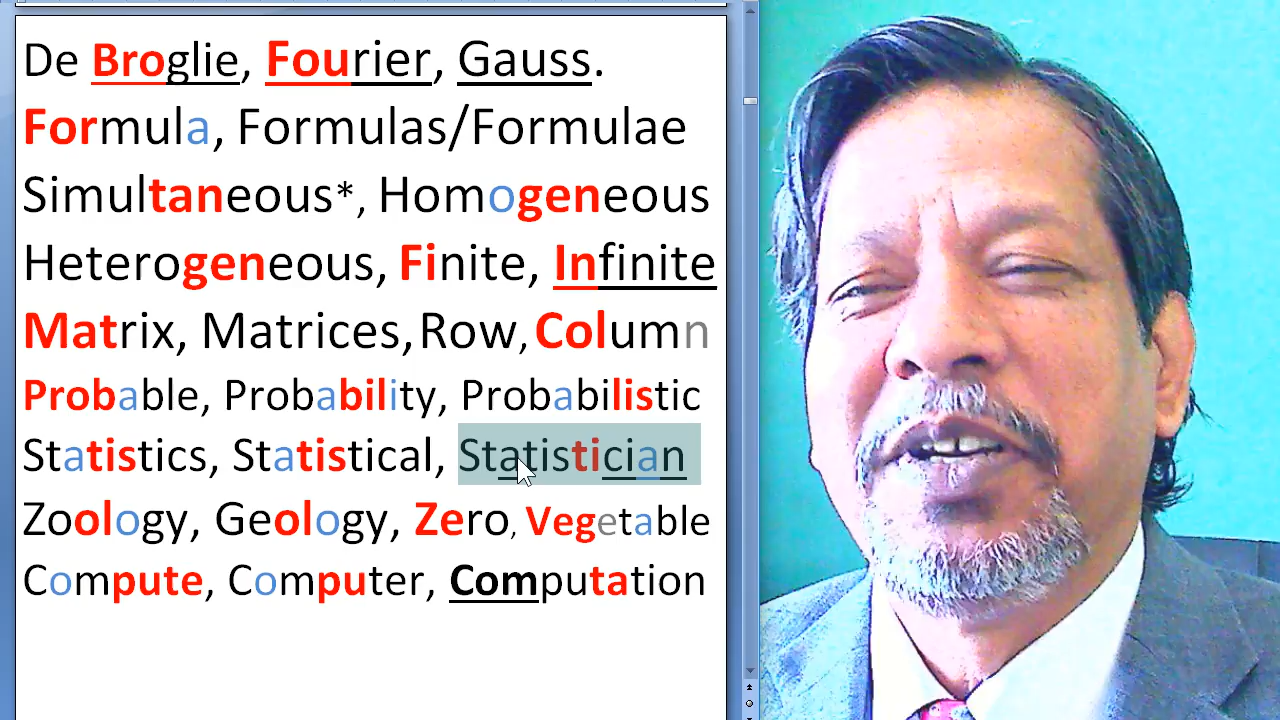 De Broglie, Fourier, Gauss.
Formula, Formulas/Formulae
Simultaneous*, Homogeneous
Heterogeneous, Finite, Infinite
Matrix, Matrices, Row, Column
Probable, Probability, Probabilistic
Statistics, Statistical, Statistician
Zoology, Geology, Zero, Vegetable
Compute, Computer, Computation